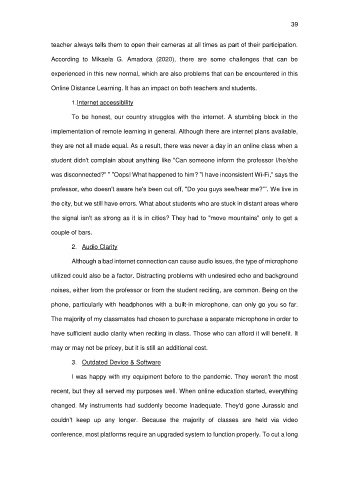 39
teacher always tells them to open their cameras at all times as part of their participation.
According to Mikaela G. Amadora (2020), there are some challenges that can be
experienced in this new normal, which are also problems that can be encountered in this
Online Distance Learning. It has an impact on both teachers and students.
1.Internet accessibility
To be honest, our country struggles with the internet. A stumbling block in the
implementation of remote learning in general. Although there are internet plans available,
they are not all made equal. As a result, there was never a day in an online class when a
student didn't complain about anything like "Can someone inform the professor I/he/she
was disconnected?" " "Oops! What happened to him? "I have inconsistent Wi-Fi," says the
professor, who doesn't aware he's been cut off, "Do you guys see/hear me?"". We live in
the city, but we still have errors. What about students who are stuck in distant areas where
the signal isn't as strong as it is in cities? They had to "move mountains" only to get a
couple of bars.
2. Audio Clarity
Although a bad internet connection can cause audio issues, the type of microphone
utilized could also be a factor. Distracting problems with undesired echo and background
noises, either from the professor or from the student reciting, are common. Being on the
phone, particularly with headphones with a built-in microphone, can only go you so far.
The majority of my classmates had chosen to purchase a separate microphone in order to
have sufficient audio clarity when reciting in class. Those who can afford it will benefit. It
may or may not be pricey, but it is still an additional cost.
3. Outdated Device & Software
I was happy with my equipment before to the pandemic. They weren't the most
recent, but they all served my purposes well. When online education started, everything
changed. My instruments had suddenly become inadequate. They'd gone Jurassic and
couldn't keep up any longer. Because the majority of classes are held via video
conference, most platforms require an upgraded system to function properly. To cut a long